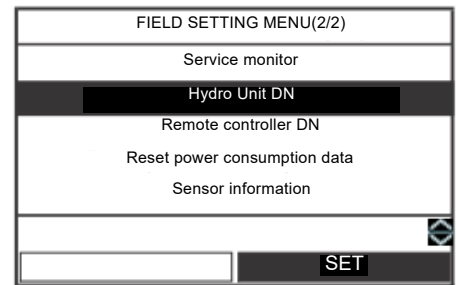 FIELD SETTING MENU(2/2)
Service monitor
Hydro Unit DN
Remote controller DN
Reset power consumption data
Sensor information
SET